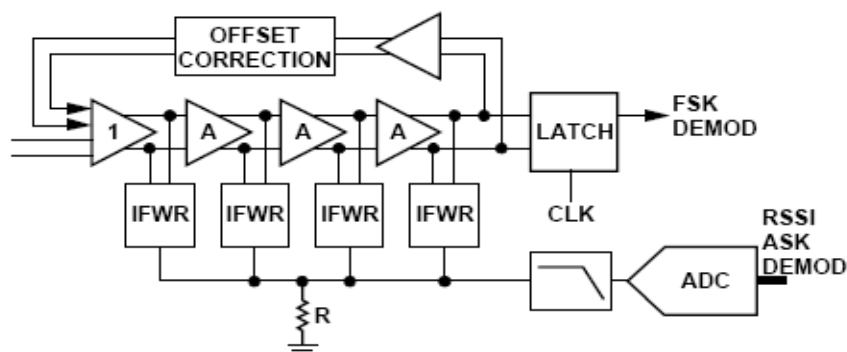 OFFSET
CORRECTION
1
A
A
A
LATCH
FSK
DEMOD
IFWR
IFWR
IFWR
IFWR
CLK
RSSI
ASK
DEMOD
ADC
R